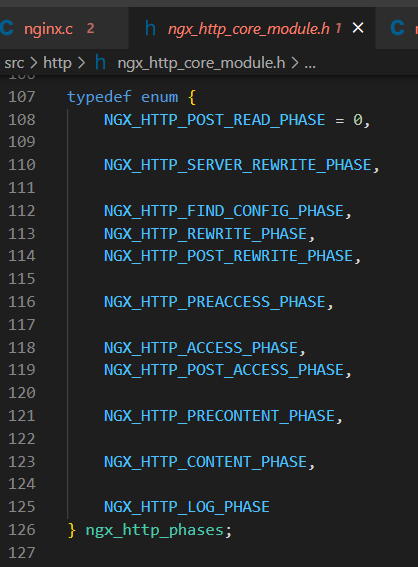 nginx.c 2 h ngx_http_core_module.h 1 × C
src > http > h ngx_http_core_module.h > ...
107 typedef enum {
108 NGX_HTTP_POST_READ_PHASE = 0,
109
110 NGX_HTTP_SERVER_REWRITE_PHASE,
111
112 NGX_HTTP_FIND_CONFIG_PHASE,
113 NGX_HTTP_REWRITE_PHASE,
114 NGX_HTTP_POST_REWRITE_PHASE,
115
116 NGX_HTTP_PREACCESS_PHASE,
117
118 NGX_HTTP_ACCESS_PHASE,
119 NGX_HTTP_POST_ACCESS_PHASE,
120
121 NGX_HTTP_PRECONTENT_PHASE,
122
123 NGX_HTTP_CONTENT_PHASE,
124
125 NGX_HTTP_LOG_PHASE
126 } ngx_http_phases;
127